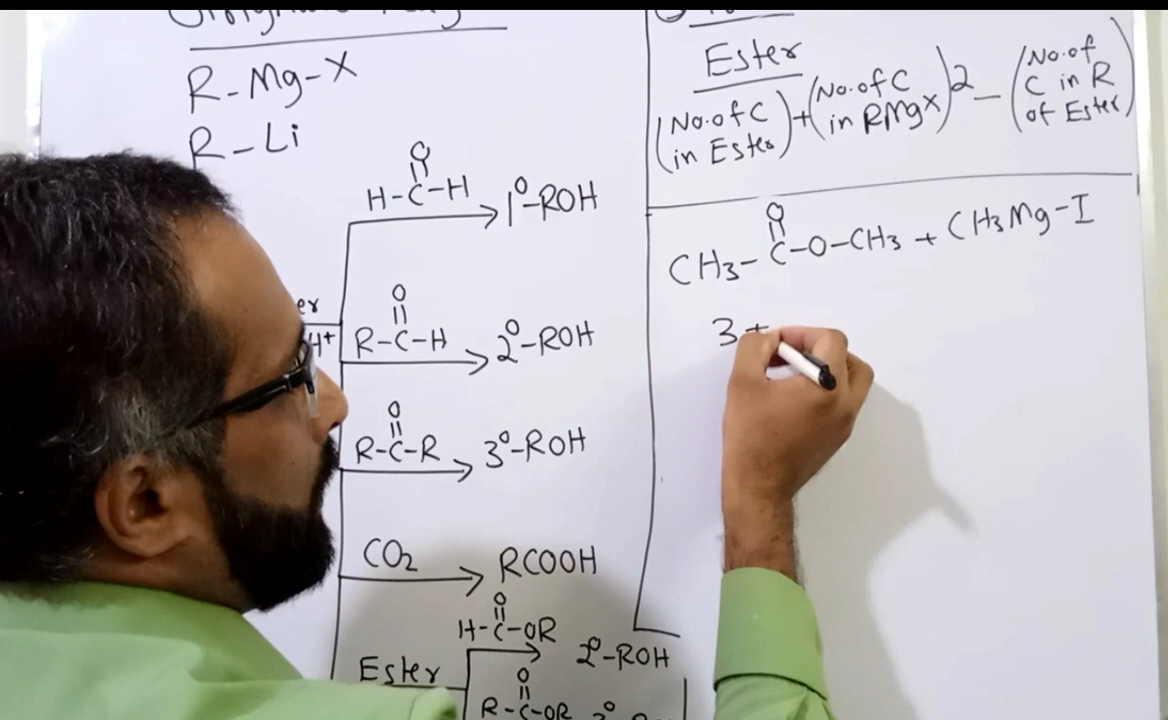 R-Mg-X
R-Li
O
H-C-H
1°-ROH
er
H+
O
R-C-H
2°-ROH
O
R-C-R
3°-ROH
CO2
RCOOH
O
H-C-OR
2°-ROH
Ester
O
R-C-OR
Ester
(No. of C in Ester) + (No. of C in RMgX) 2 - (No. of C in R of Ester)
O
CH3-C-O-CH3 + CH3Mg-I
3 +